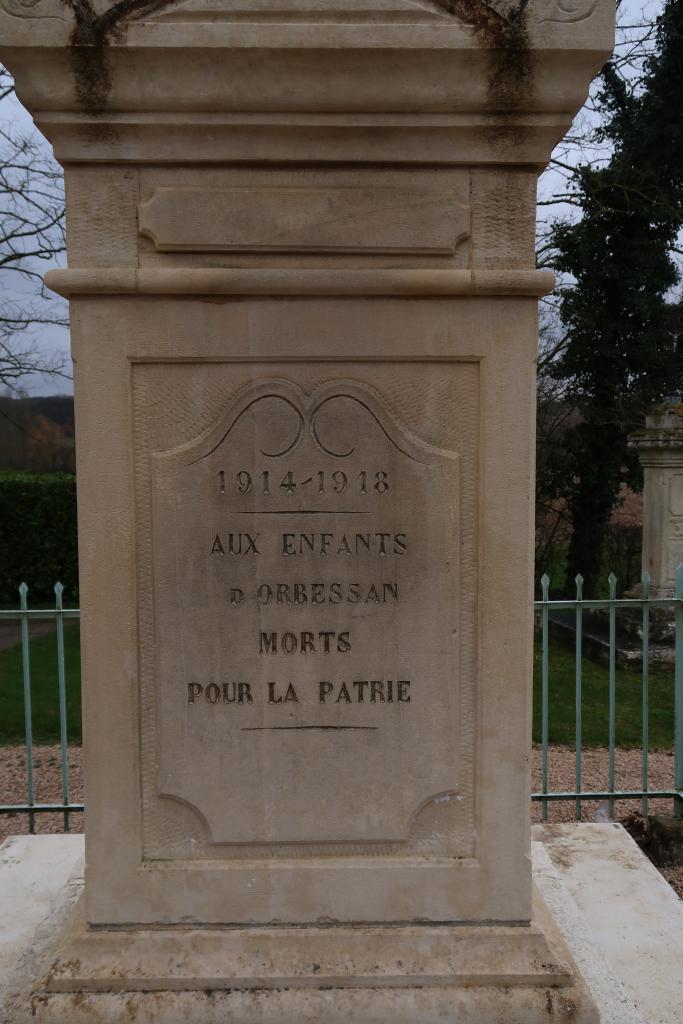 1914-1918
AUX ENFANTS
D ORBESSAN
MORTS
POUR LA PATRIE